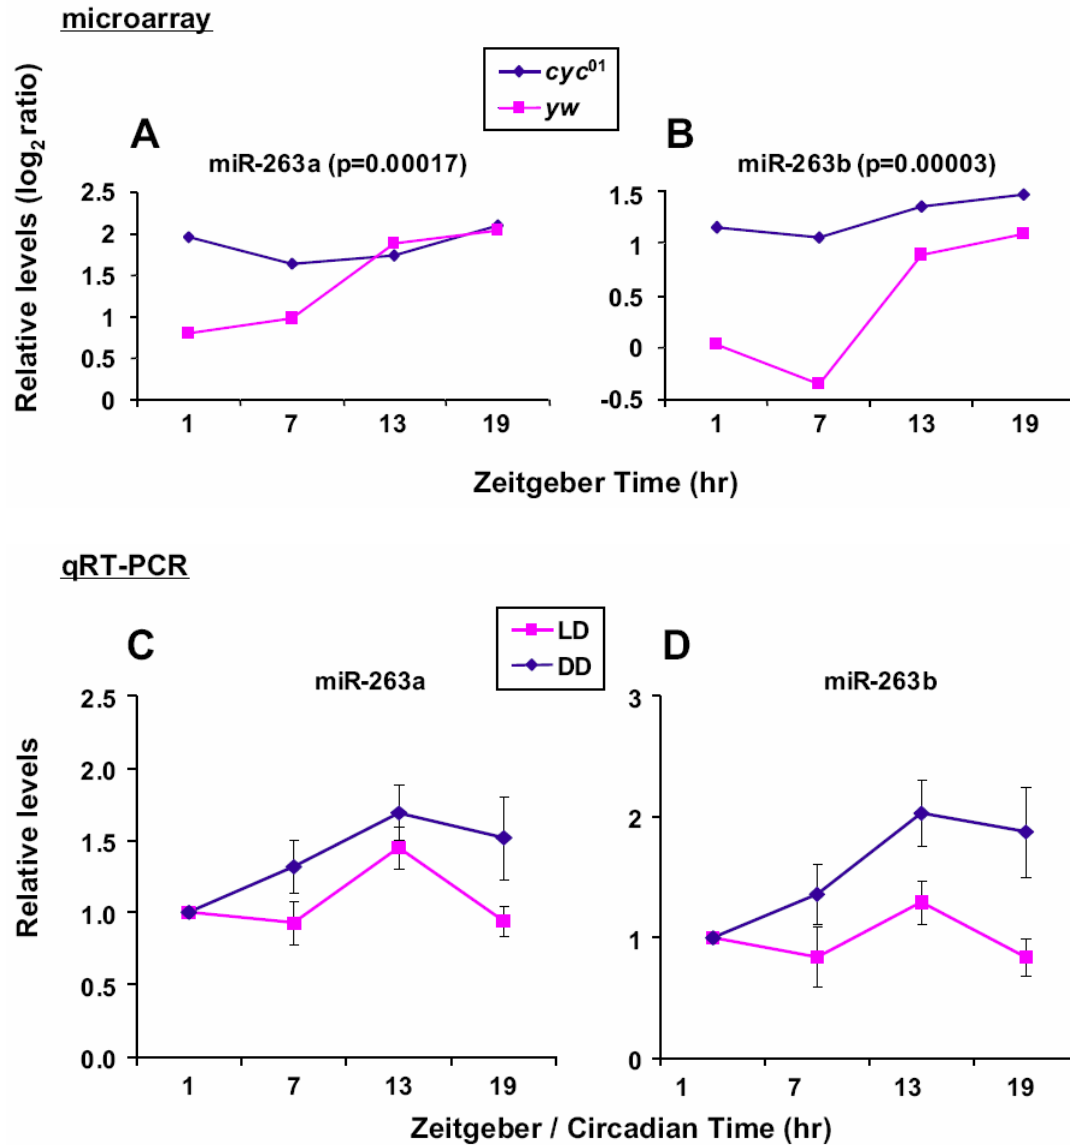 microarray
cyc01
yw
Relative levels (log2 ratio)
A
miR-263a (p=0.00017)
2.5
2
1.5
1
0.5
0
1 7 13 19
B
miR-263b (p=0.00003)
1.5
1
0.5
0
-0.5
1 7 13 19
Zeitgeber Time (hr)
qRT-PCR
LD
DD
Relative levels
C
miR-263a
2.5
2.0
1.5
1.0
0.5
0.0
1 7 13 19
D
miR-263b
3
2
1
0
1 7 13 19
Zeitgeber / Circadian Time (hr)